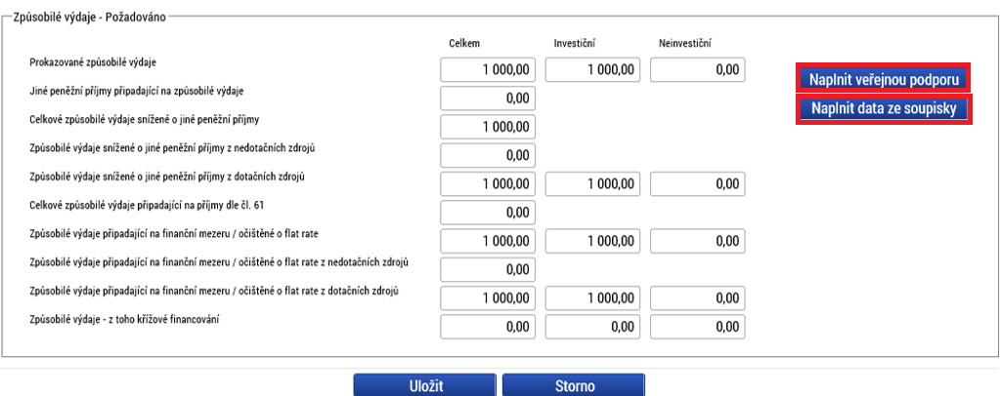 Způsobilé výdaje - Požadováno
Celkem Investiční Neinvestiční
Prokazované způsobilé výdaje 1 000,00 1 000,00 0,00
Naplnit veřejnou podporu
Jiné peněžní příjmy připadající na způsobilé výdaje 0,00
Naplnit data ze soupisky
Celkové způsobilé výdaje snížené o jiné peněžní příjmy 1 000,00
Způsobilé výdaje snížené o jiné peněžní příjmy z nedotačních zdrojů 0,00
Způsobilé výdaje snížené o jiné peněžní příjmy z dotačních zdrojů 1 000,00 1 000,00 0,00
Celkové způsobilé výdaje připadající na příjmy dle čl. 61 0,00
Způsobilé výdaje připadající na finanční mezeru / očištěné o flat rate 1 000,00 1 000,00 0,00
Způsobilé výdaje připadající na finanční mezeru / očištěné o flat rate z nedotačních zdrojů 0,00
Způsobilé výdaje připadající na finanční mezeru / očištěné o flat rate z dotačních zdrojů 1 000,00 1 000,00 0,00
Způsobilé výdaje - z toho křížové financování 0,00 0,00 0,00
Uložit Storno